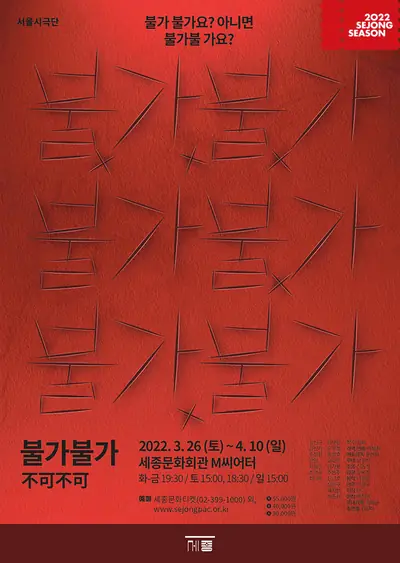 서울시극단
불가 불가요? 아니면
불가불 가요?
2022
SEJONG
SEASON
불가불가
불가불가
불가불가
불가불가
不可不可
2022. 3. 26 (토) ~ 4. 10 (일)
세종문화회관 M씨어터
화-금 19:30 / 토 15:00, 18:30 / 일 15:00
예매 세종문화티켓(02-399-1000) 외,
www.sejongpac.or.kr
세종